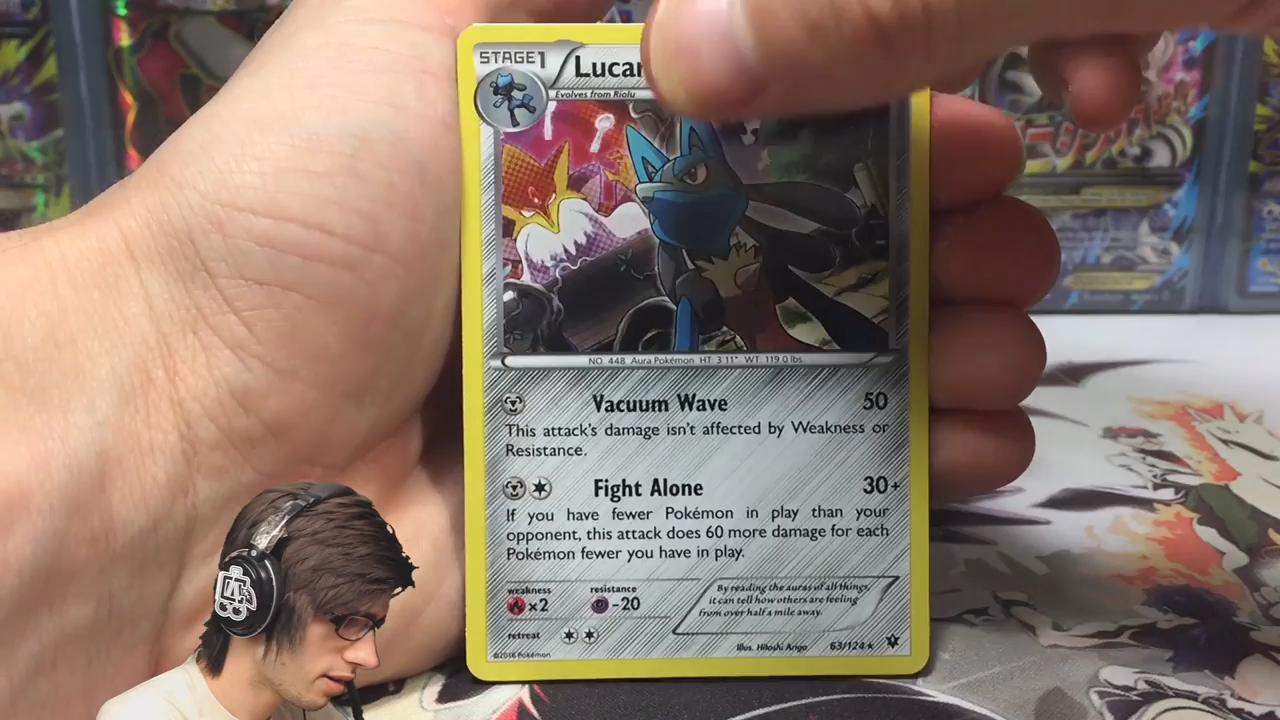 STAGE1
Lucar
Evolves from Riolu
NO. 448 Aura Pokémon HT: 3'11" WT: 119.0 lbs.
Vacuum Wave 50
This attack's damage isn't affected by Weakness or
Resistance.
Fight Alone 30+
If you have fewer Pokémon in play than your
opponent, this attack does 60 more damage for each
Pokémon fewer you have in play.
weakness resistance
×2 -20
retreat
By reading the auras of all things,
it can tell how others are feeling
from over half a mile away.
Illus. Hitoshi Ariga 63/124★
©2016 Pokémon